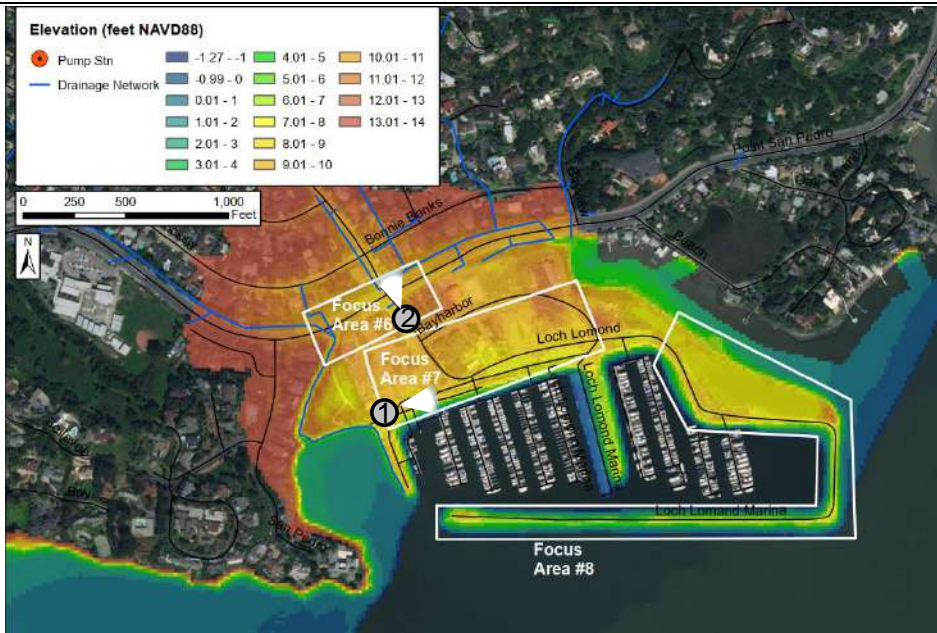 Elevation (feet NAVD88)
Pump Stn
Drainage Network
-1.27 - -1
-0.99 - 0
0.01 - 1
1.01 - 2
2.01 - 3
3.01 - 4
4.01 - 5
5.01 - 6
6.01 - 7
7.01 - 8
8.01 - 9
9.01 - 10
10.01 - 11
11.01 - 12
12.01 - 13
13.01 - 14
0 250 500 1,000
Feet
N
Point San Pedro
Bonnie Banks
Focus
Area #6
2
Bayharbor
Loch Lomond
Focus
Area #7
1
Loch Lomond Marina
Loch Lomond Marina
San Pedro
Bay
Focus
Area #8